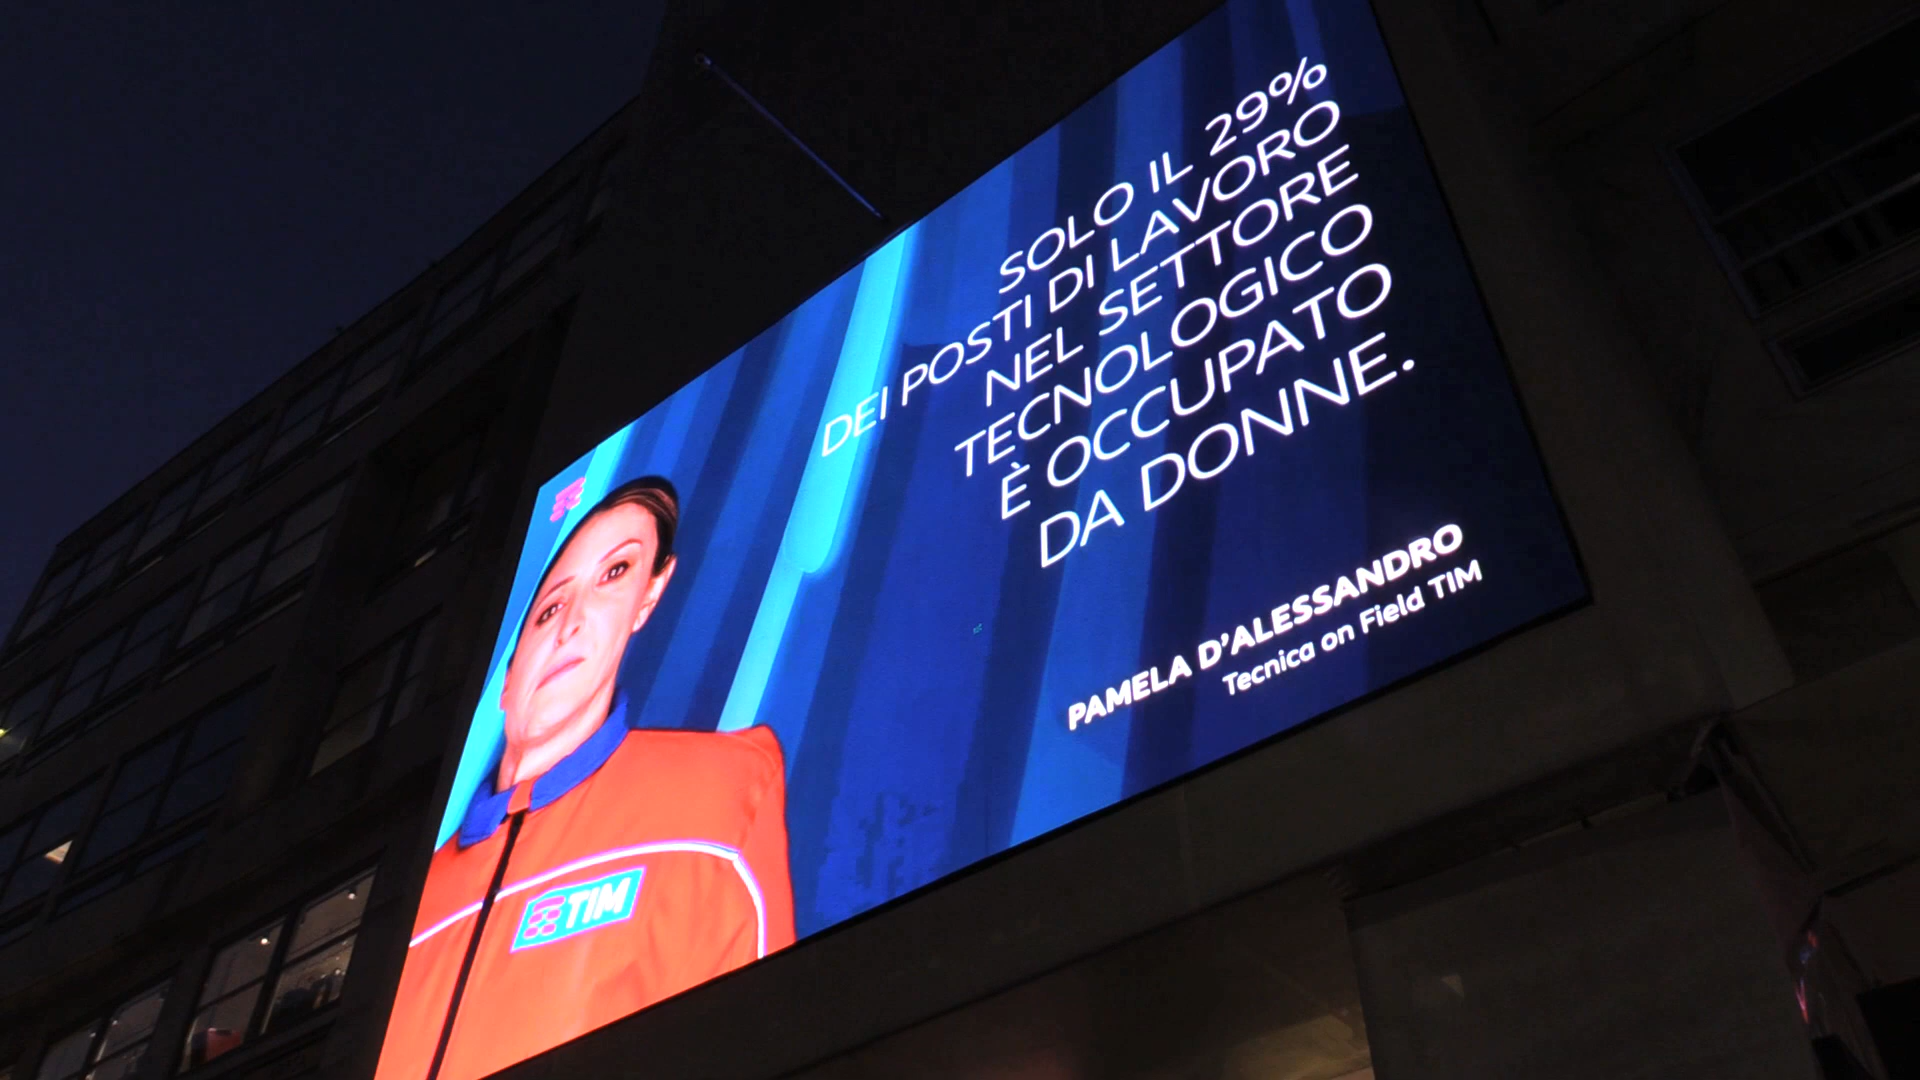 SOLO IL 29%
DEI POSTI DI LAVORO
NEL SETTORE
TECNOLOGICO
È OCCUPATO
DA DONNE.
PAMELA D'ALESSANDRO
Tecnica on Field TIM
TIM